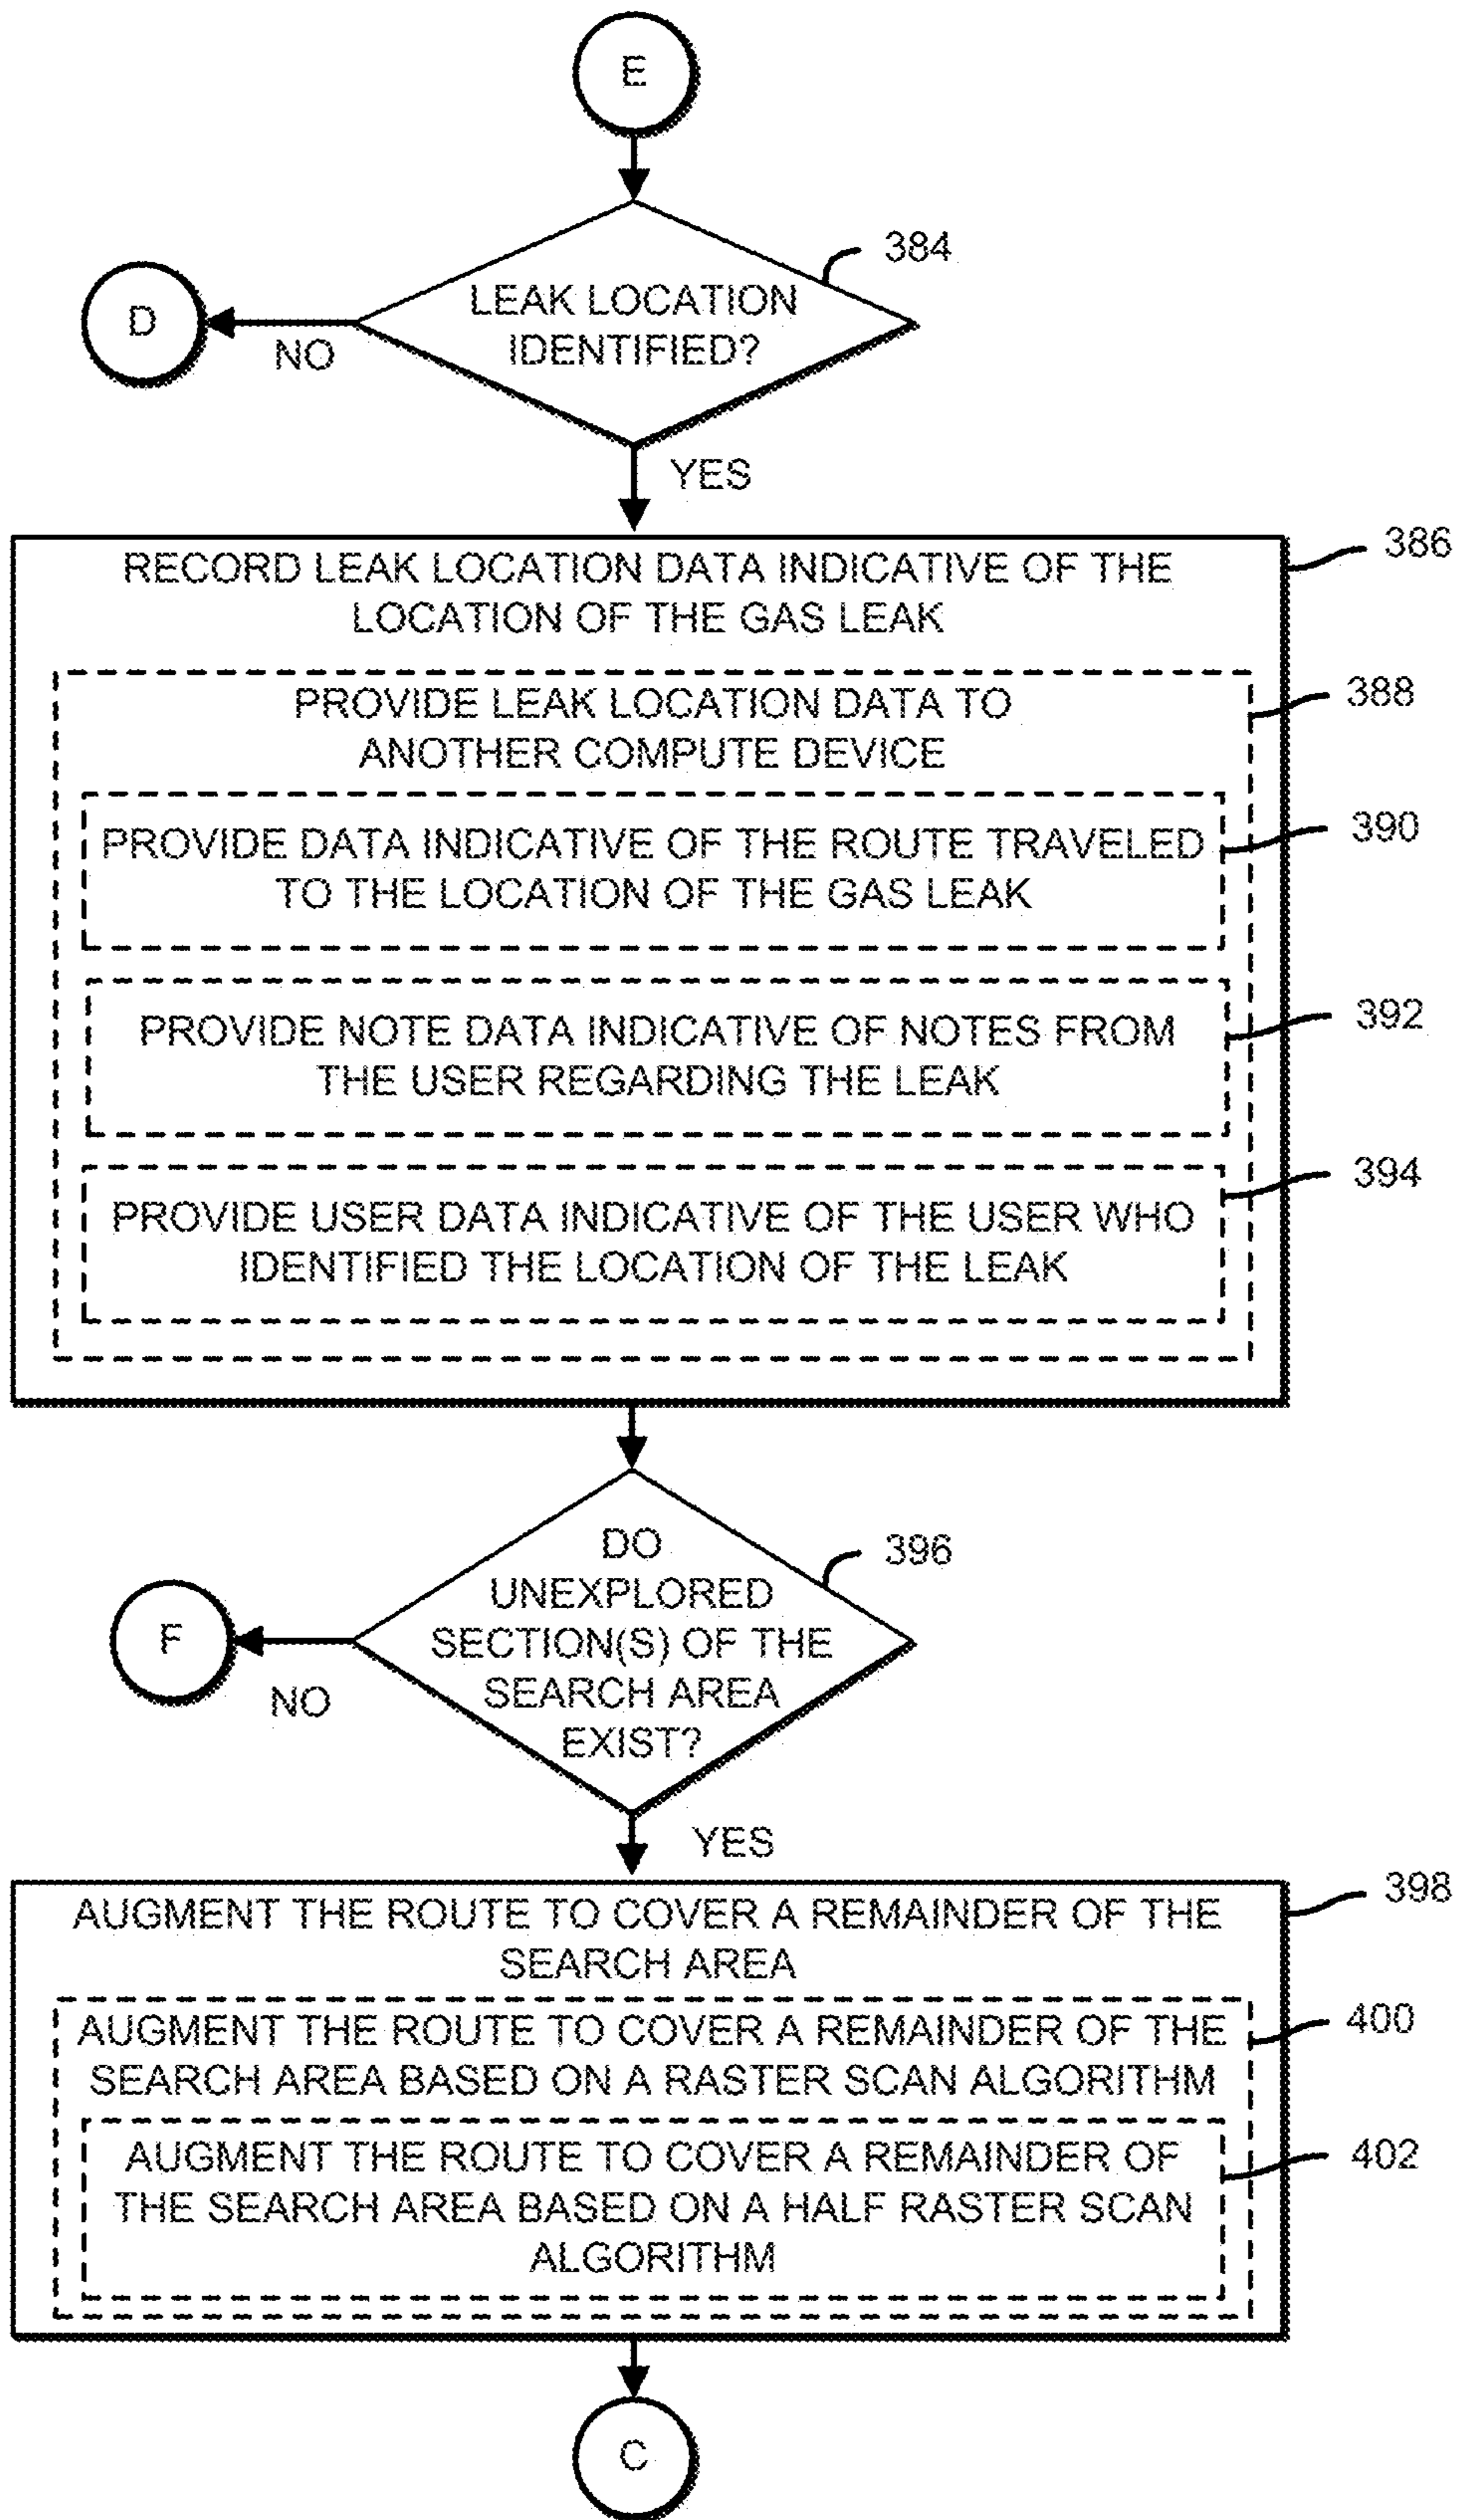 E
384
LEAK LOCATION
IDENTIFIED?
D
NO
YES
386
RECORD LEAK LOCATION DATA INDICATIVE OF THE
LOCATION OF THE GAS LEAK
388
PROVIDE LEAK LOCATION DATA TO
ANOTHER COMPUTE DEVICE
390
PROVIDE DATA INDICATIVE OF THE ROUTE TRAVELED
TO THE LOCATION OF THE GAS LEAK
392
PROVIDE NOTE DATA INDICATIVE OF NOTES FROM
THE USER REGARDING THE LEAK
394
PROVIDE USER DATA INDICATIVE OF THE USER WHO
IDENTIFIED THE LOCATION OF THE LEAK
396
DO
UNEXPLORED
SECTION(S) OF THE
SEARCH AREA
EXIST?
F
NO
YES
398
AUGMENT THE ROUTE TO COVER A REMAINDER OF THE
SEARCH AREA
400
AUGMENT THE ROUTE TO COVER A REMAINDER OF THE
SEARCH AREA BASED ON A RASTER SCAN ALGORITHM
402
AUGMENT THE ROUTE TO COVER A REMAINDER OF
THE SEARCH AREA BASED ON A HALF RASTER SCAN
ALGORITHM
C